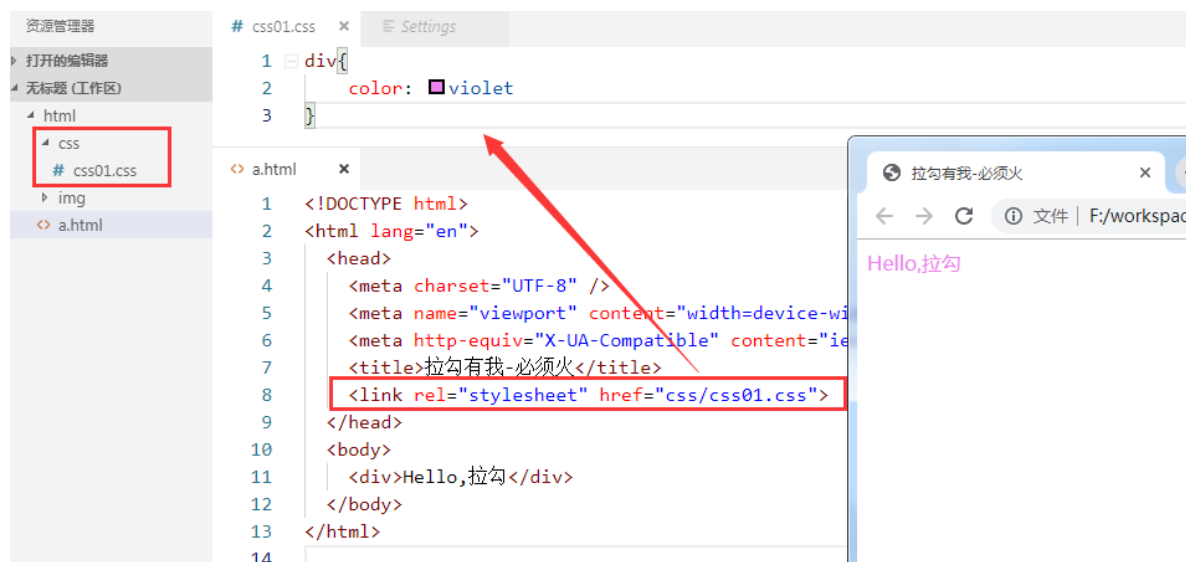 资源管理器
打开的编辑器
无标题 (工作区)
html
css
# css01.css
img
<> a.html
# css01.css ×
Settings
1 div{
2 color: violet
3 }
<> a.html ×
1 <!DOCTYPE html>
2 <html lang="en">
3 <head>
4 <meta charset="UTF-8" />
5 <meta name="viewport" content="width=device-wi
6 <meta http-equiv="X-UA-Compatible" content="ie
7 <title>拉勾有我-必须火</title>
8 <link rel="stylesheet" href="css/css01.css">
9 </head>
10 <body>
11 <div>Hello,拉勾</div>
12 </body>
13 </html>
14
拉勾有我-必须火 ×
文件 | F:/workspac
Hello,拉勾